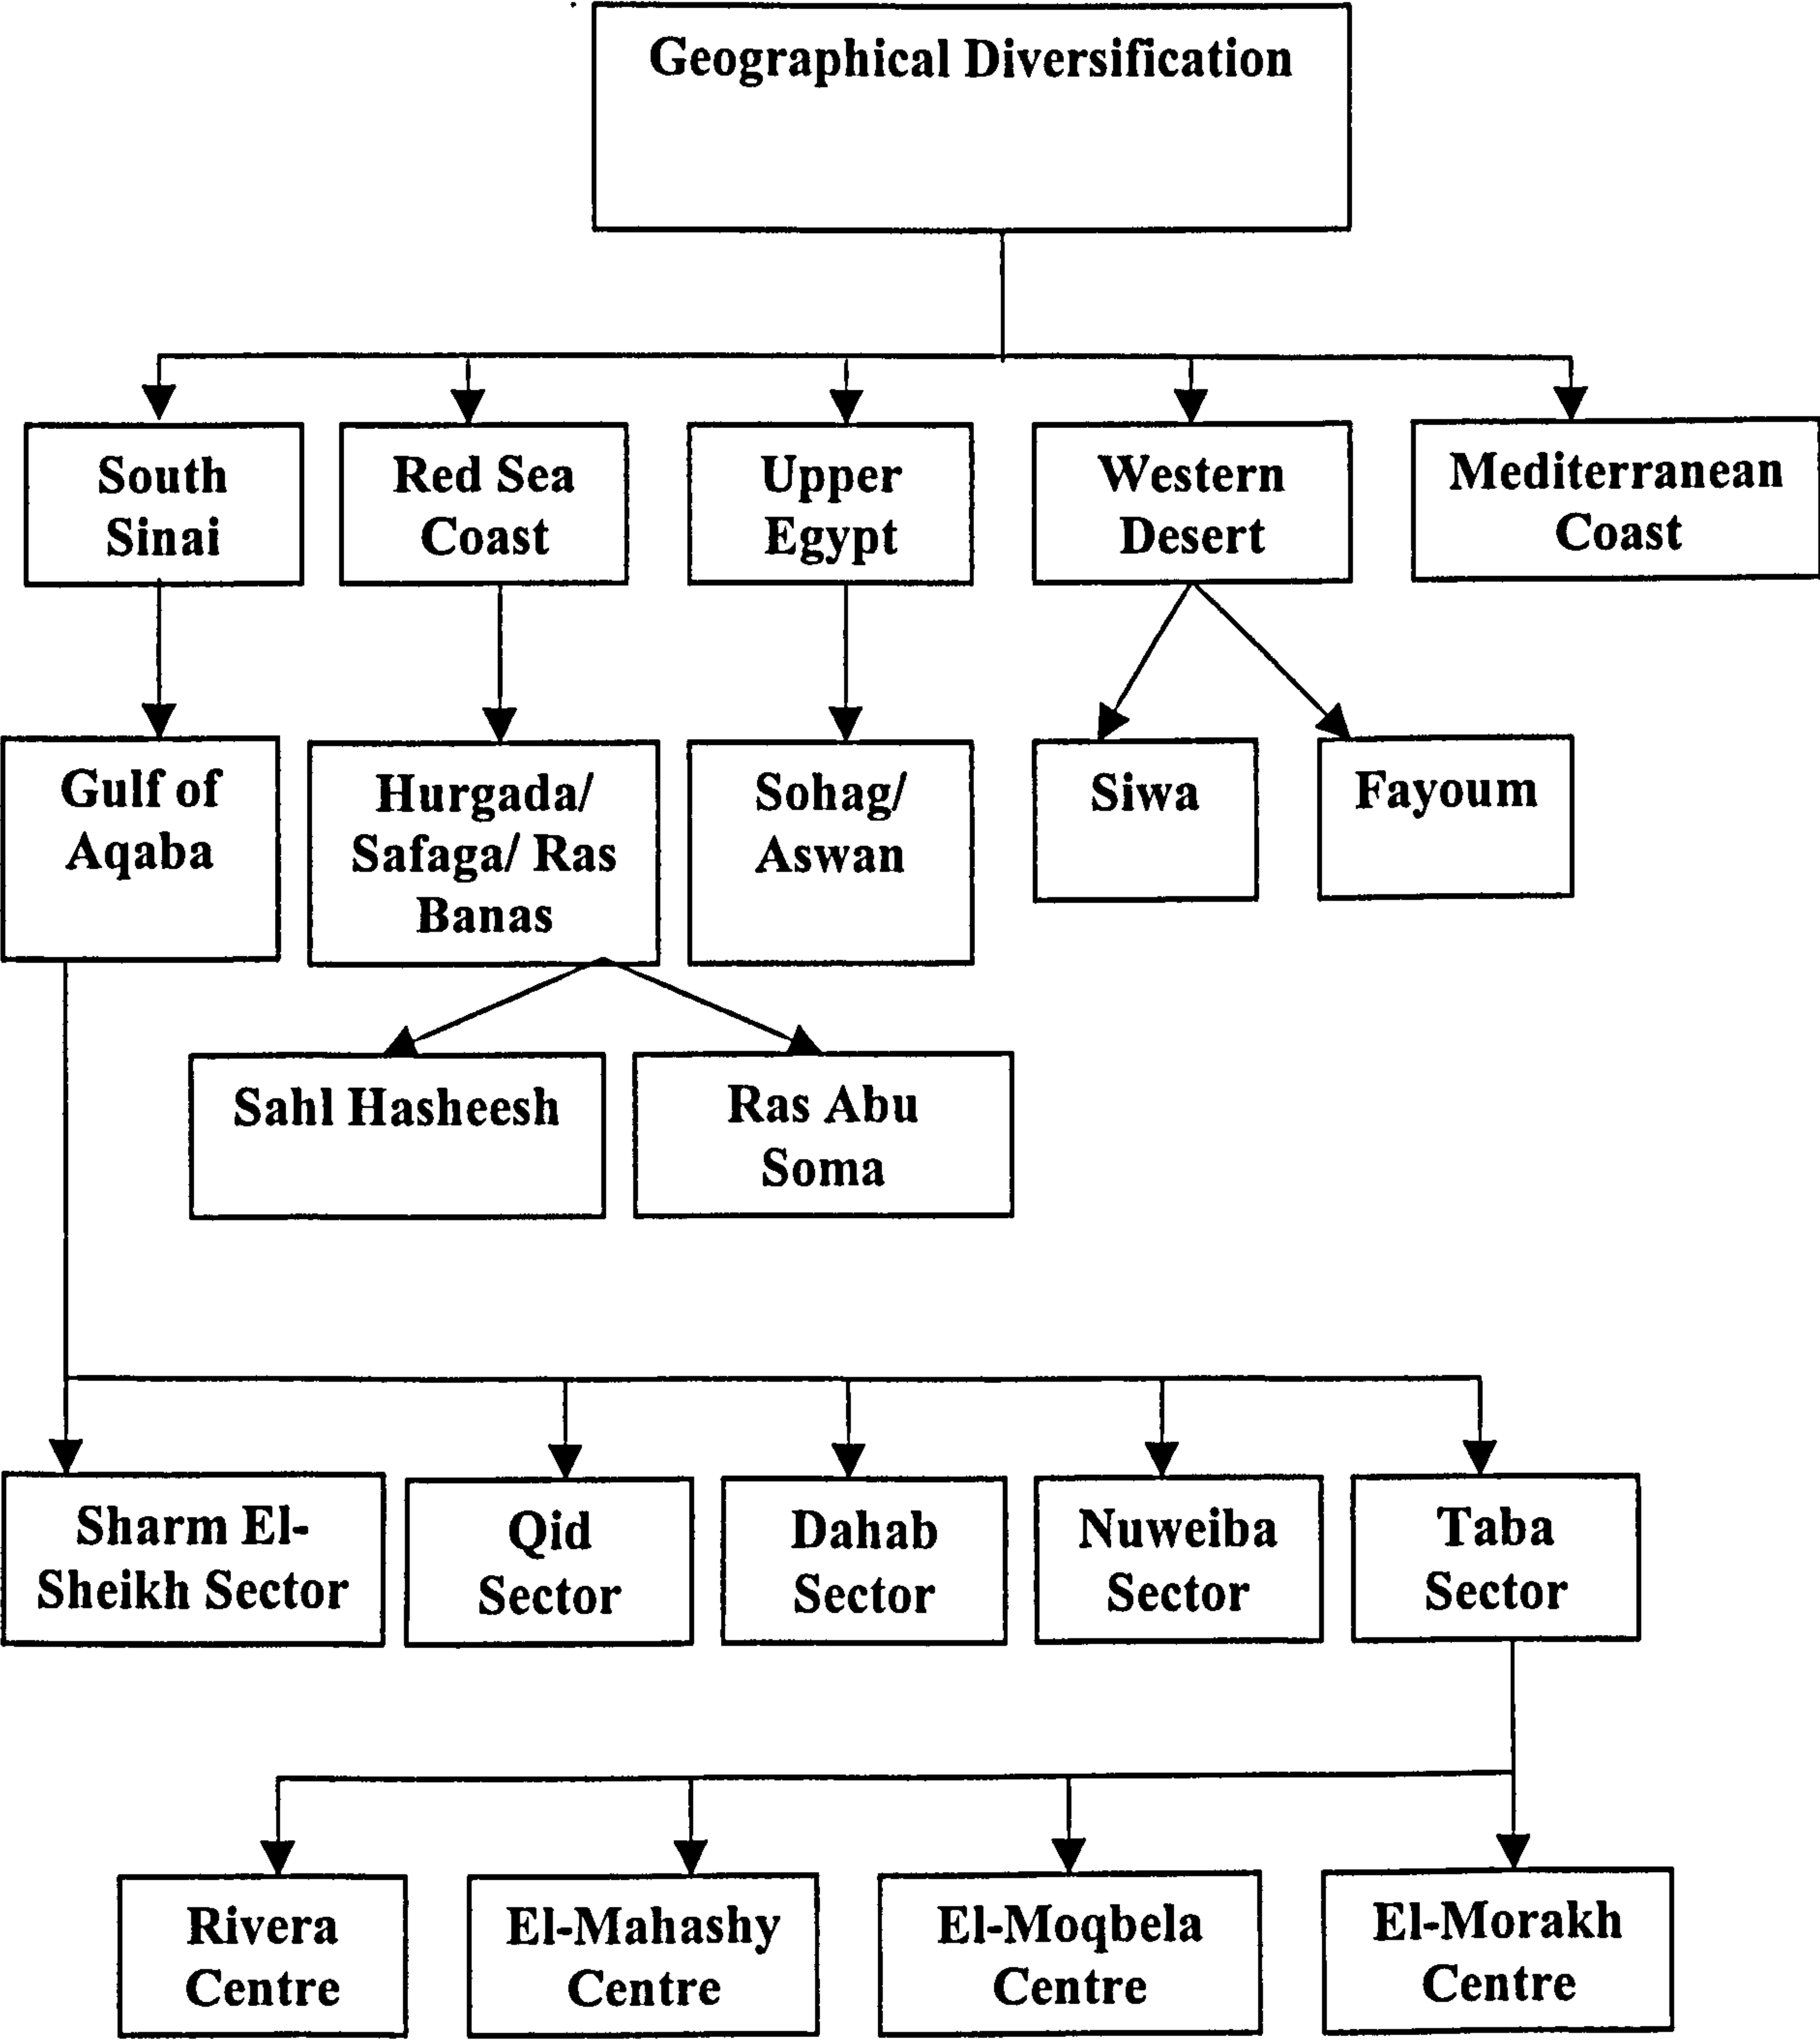 Geographical Diversification
South
Sinai
Red Sea
Coast
Upper
Egypt
Western
Desert
Mediterranean
Coast
Gulf of
Aqaba
Hurgada/
Safaga/ Ras
Banas
Sohag/
Aswan
Siwa
Fayoum
Sahl Hasheesh
Ras Abu
Soma
Sharm El-
Sheikh Sector
Qid
Sector
Dahab
Sector
Nuweiba
Sector
Taba
Sector
Rivera
Centre
El-Mahashy
Centre
El-Moqbela
Centre
El-Morakh
Centre